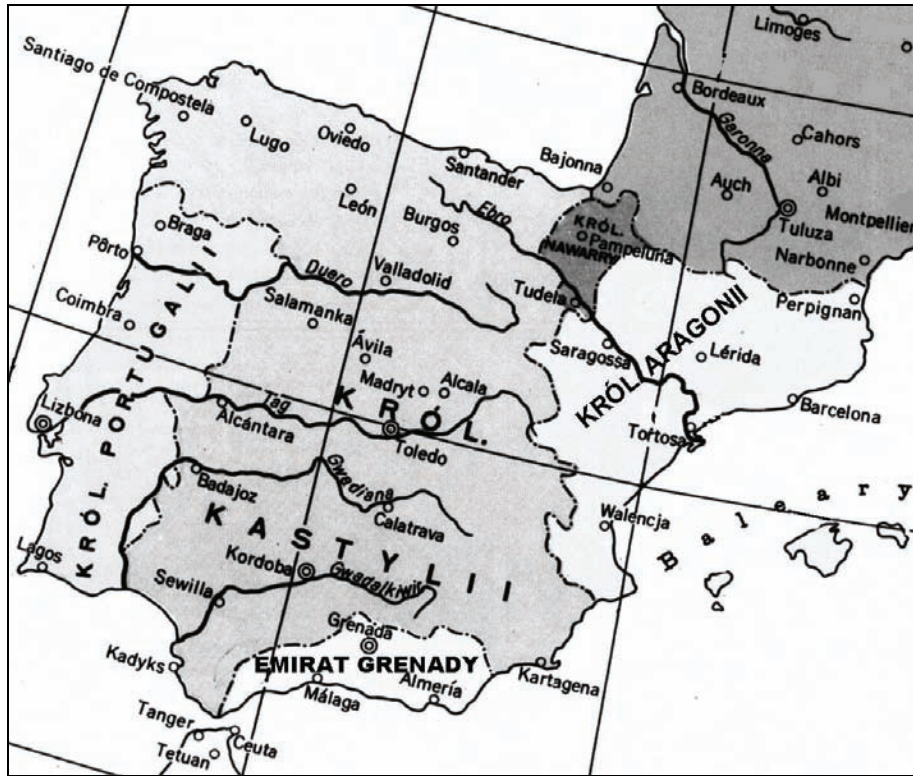 Limoges
Santiago de Compostela
Bordeaux
Garonna
Cahors
Lugo
Oviedo
Santander
Bajonna
Albi
Auch
Montpellier
León
Burgos
Ebro
KRÓL.
NAWARRY
Pampeluna
Tuluza
Narbonne
Braga
Pôrto
Duero
Valladolid
Tudela
Perpignan
Coimbra
Salamanka
Saragossa
Lérida
KRÓL. ARAGONII
Ávila
Madryt
Alcala
Barcelona
KRÓL. PORTUGALII
Lizbona
Tag
Alcántara
KRÓL.
Toledo
Tortosa
Badajoz
Gwadiana
Calatrava
Walencja
Baleary
KASTYLII
Lagos
Kordoba
Gwadalkiwir
Sewilla
Grenada
EMIRAT GRENADY
Kadyks
Málaga
Almería
Kartagena
Tanger
Ceuta
Tetuan